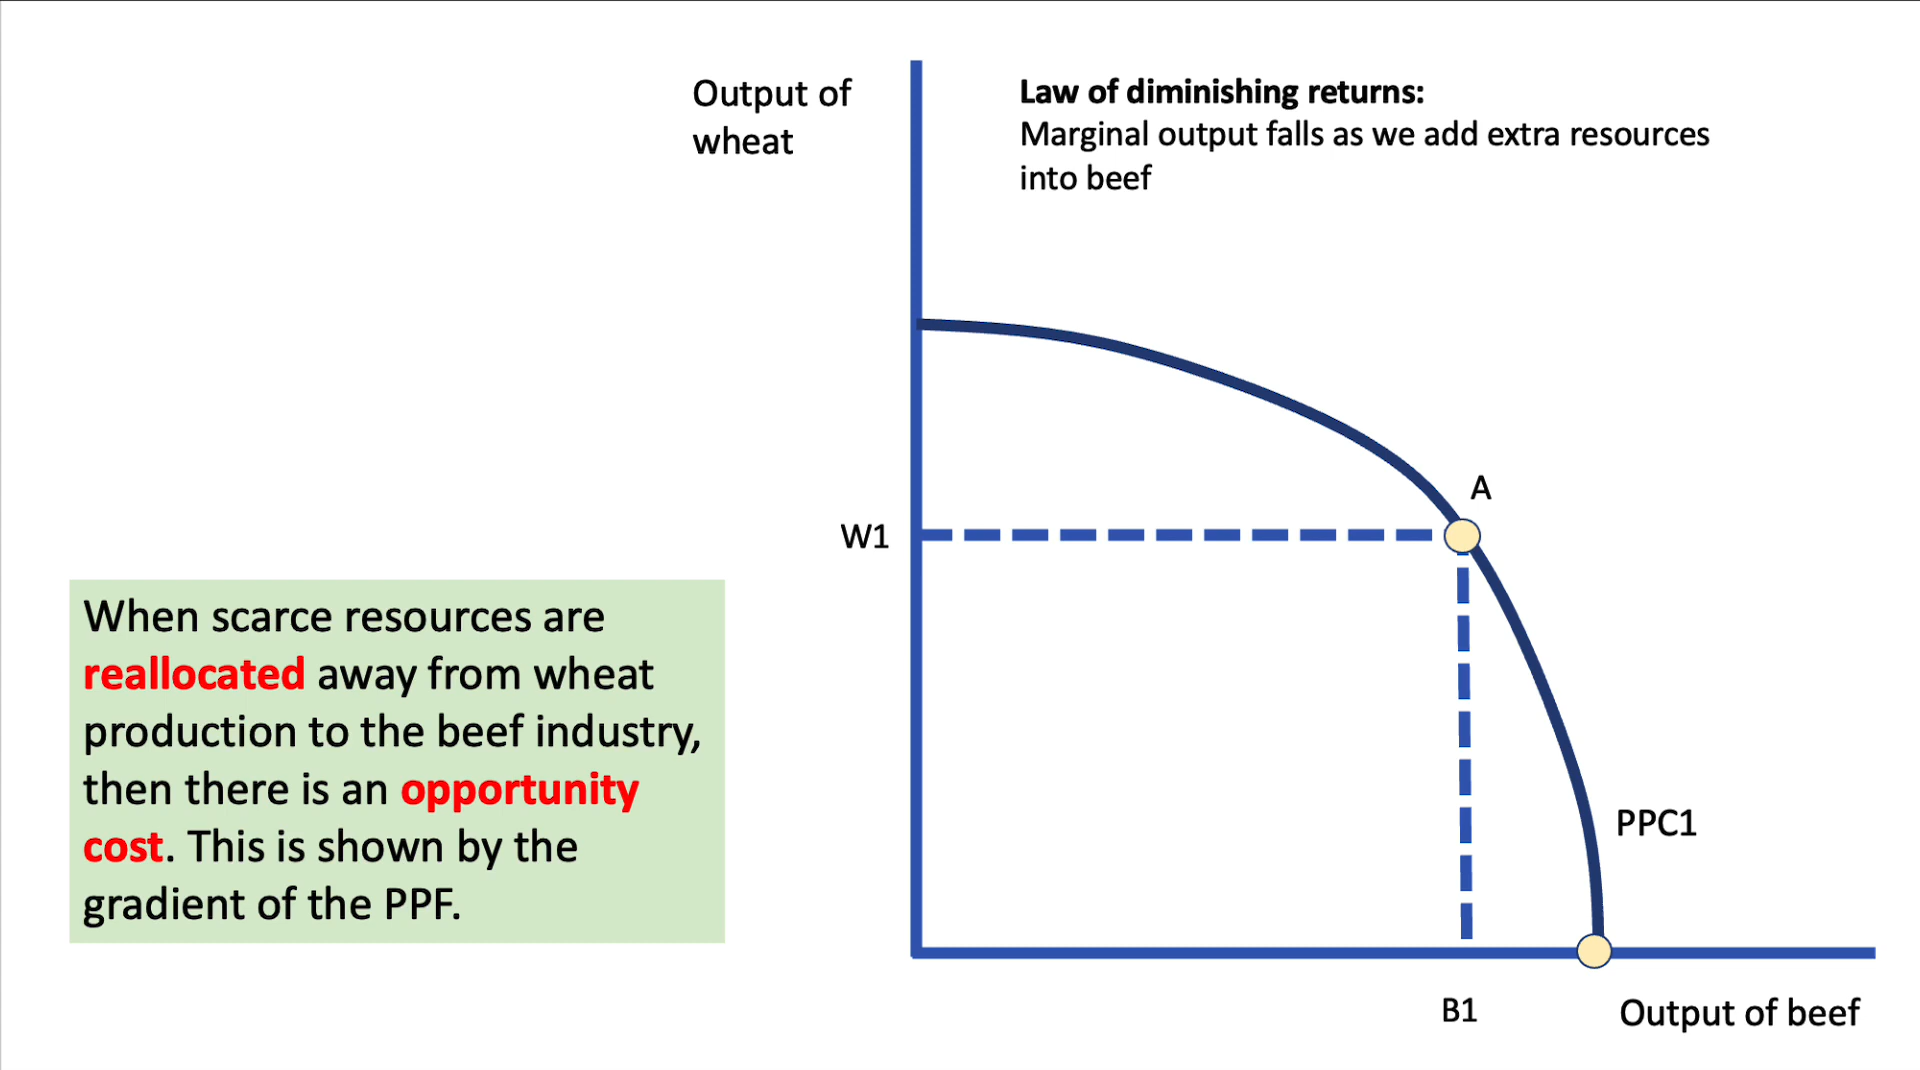 Output of
wheat
Law of diminishing returns:
Marginal output falls as we add extra resources
into beef
A
W1
When scarce resources are
reallocated away from wheat
production to the beef industry,
then there is an opportunity
cost. This is shown by the
gradient of the PPF.
PPC1
B1
Output of beef